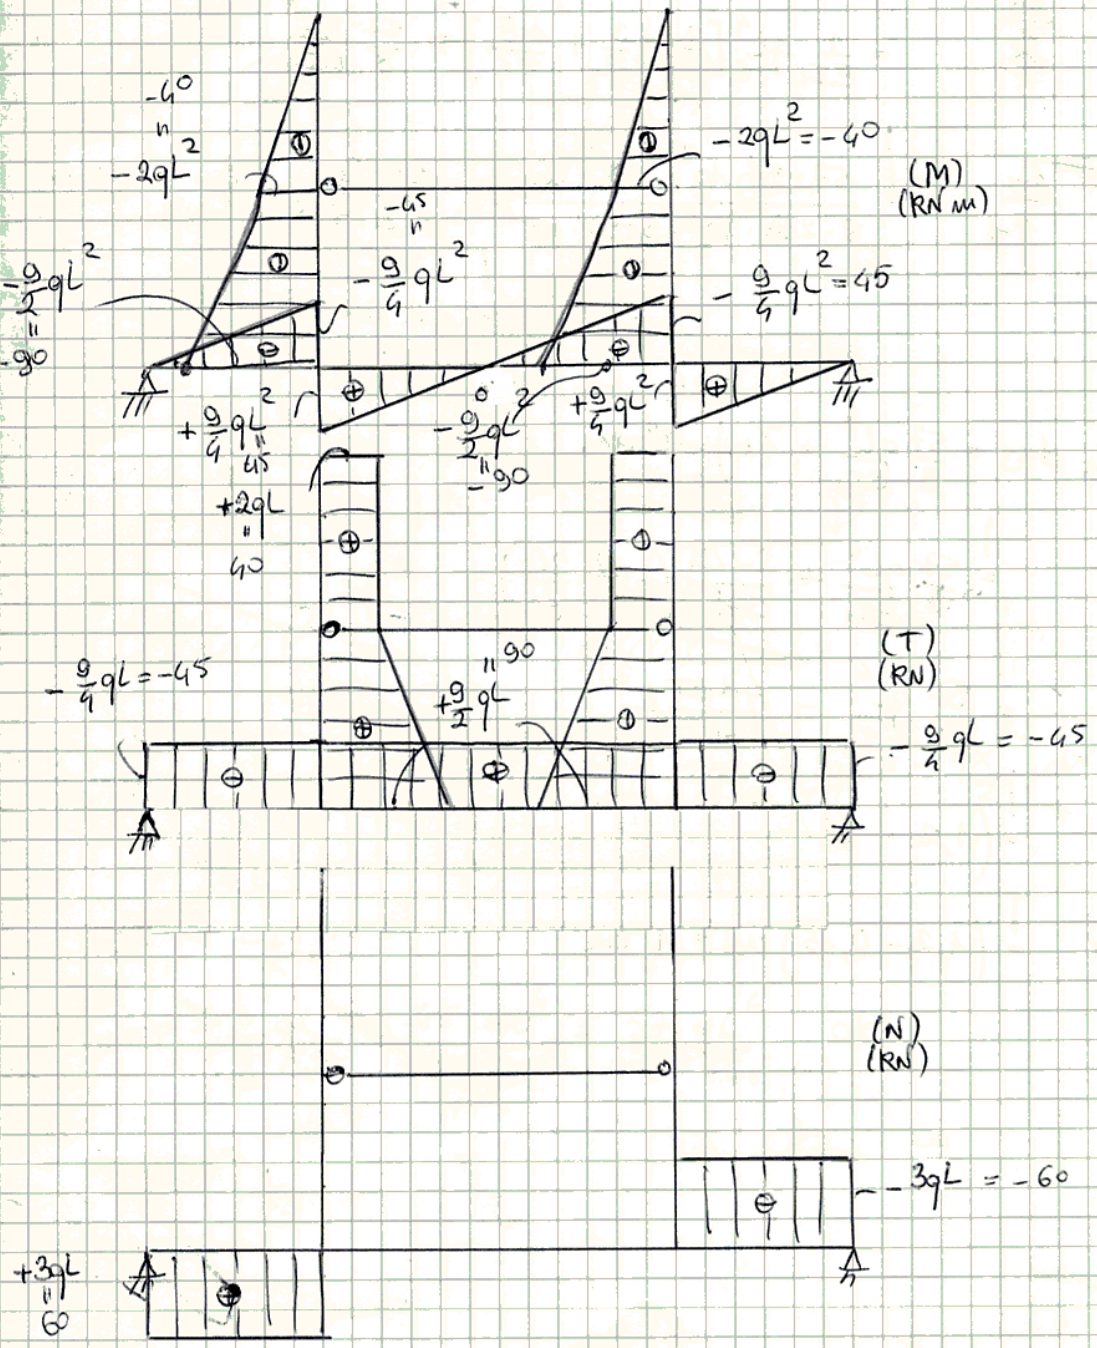 -40
"
-2qL²
-2qL² = -40
(M)
(KNm)
-45
"
-9/4 qL²
-9/2 qL²
"
-90
-9/4 qL² = 45
+9/4 qL²
"
45
-9/2 qL²
"
-90
+9/4 qL²
+2qL
"
40
(T)
(KN)
-9/4 qL = -45
" 90
+9/2 qL
-9/4 qL = -45
(N)
(KN)
-3qL = -60
+3qL
"
60